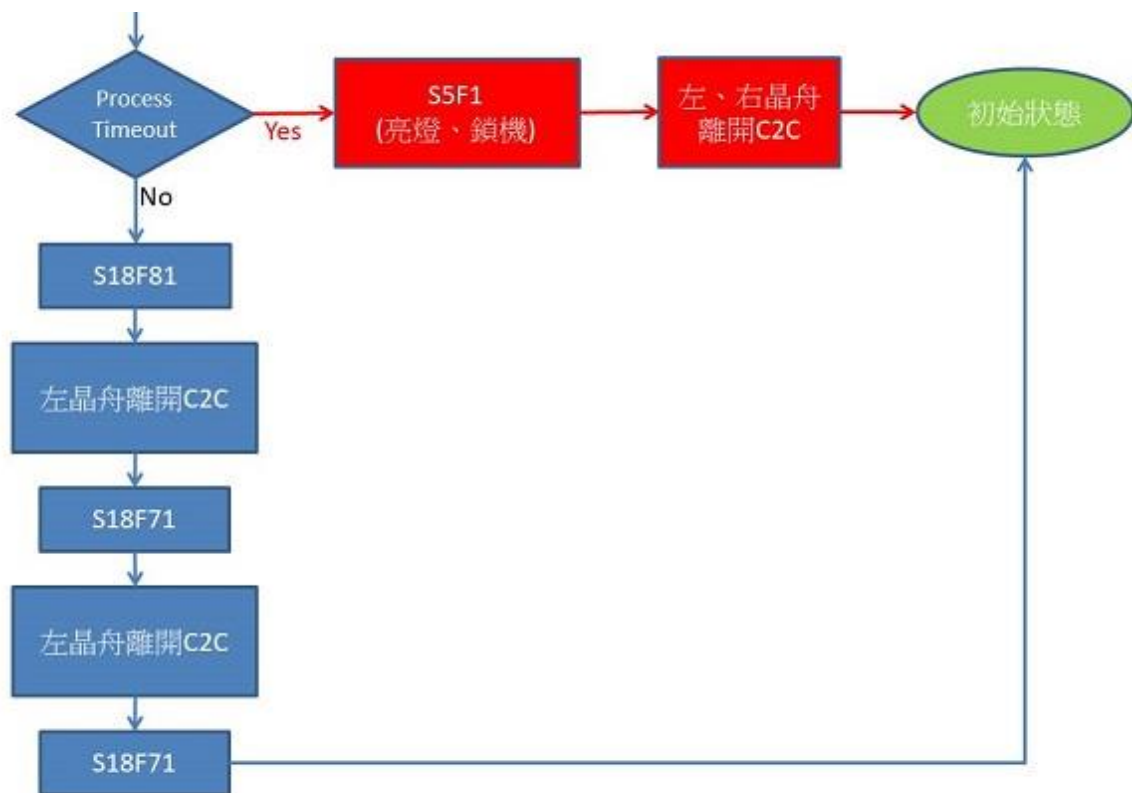 Process
Timeout
Yes
S5F1
(亮燈、鎖機)
左、右晶舟
離開C2C
初始狀態
No
S18F81
左晶舟離開C2C
S18F71
左晶舟離開C2C
S18F71